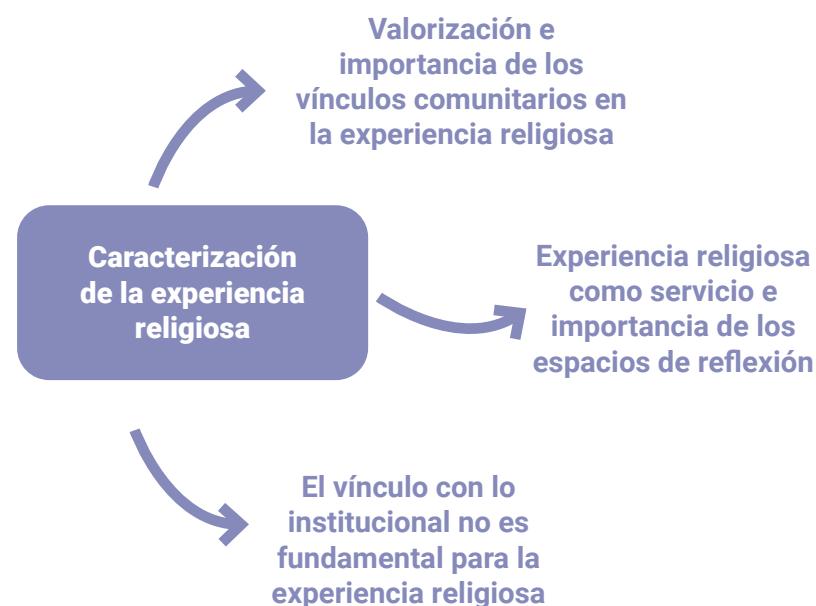 Valorización e
importancia de los
vínculos comunitarios en
la experiencia religiosa
Caracterización
de la experiencia
religiosa
Experiencia religiosa
como servicio e
importancia de los
espacios de reflexión
El vínculo con lo
institucional no es
fundamental para la
experiencia religiosa